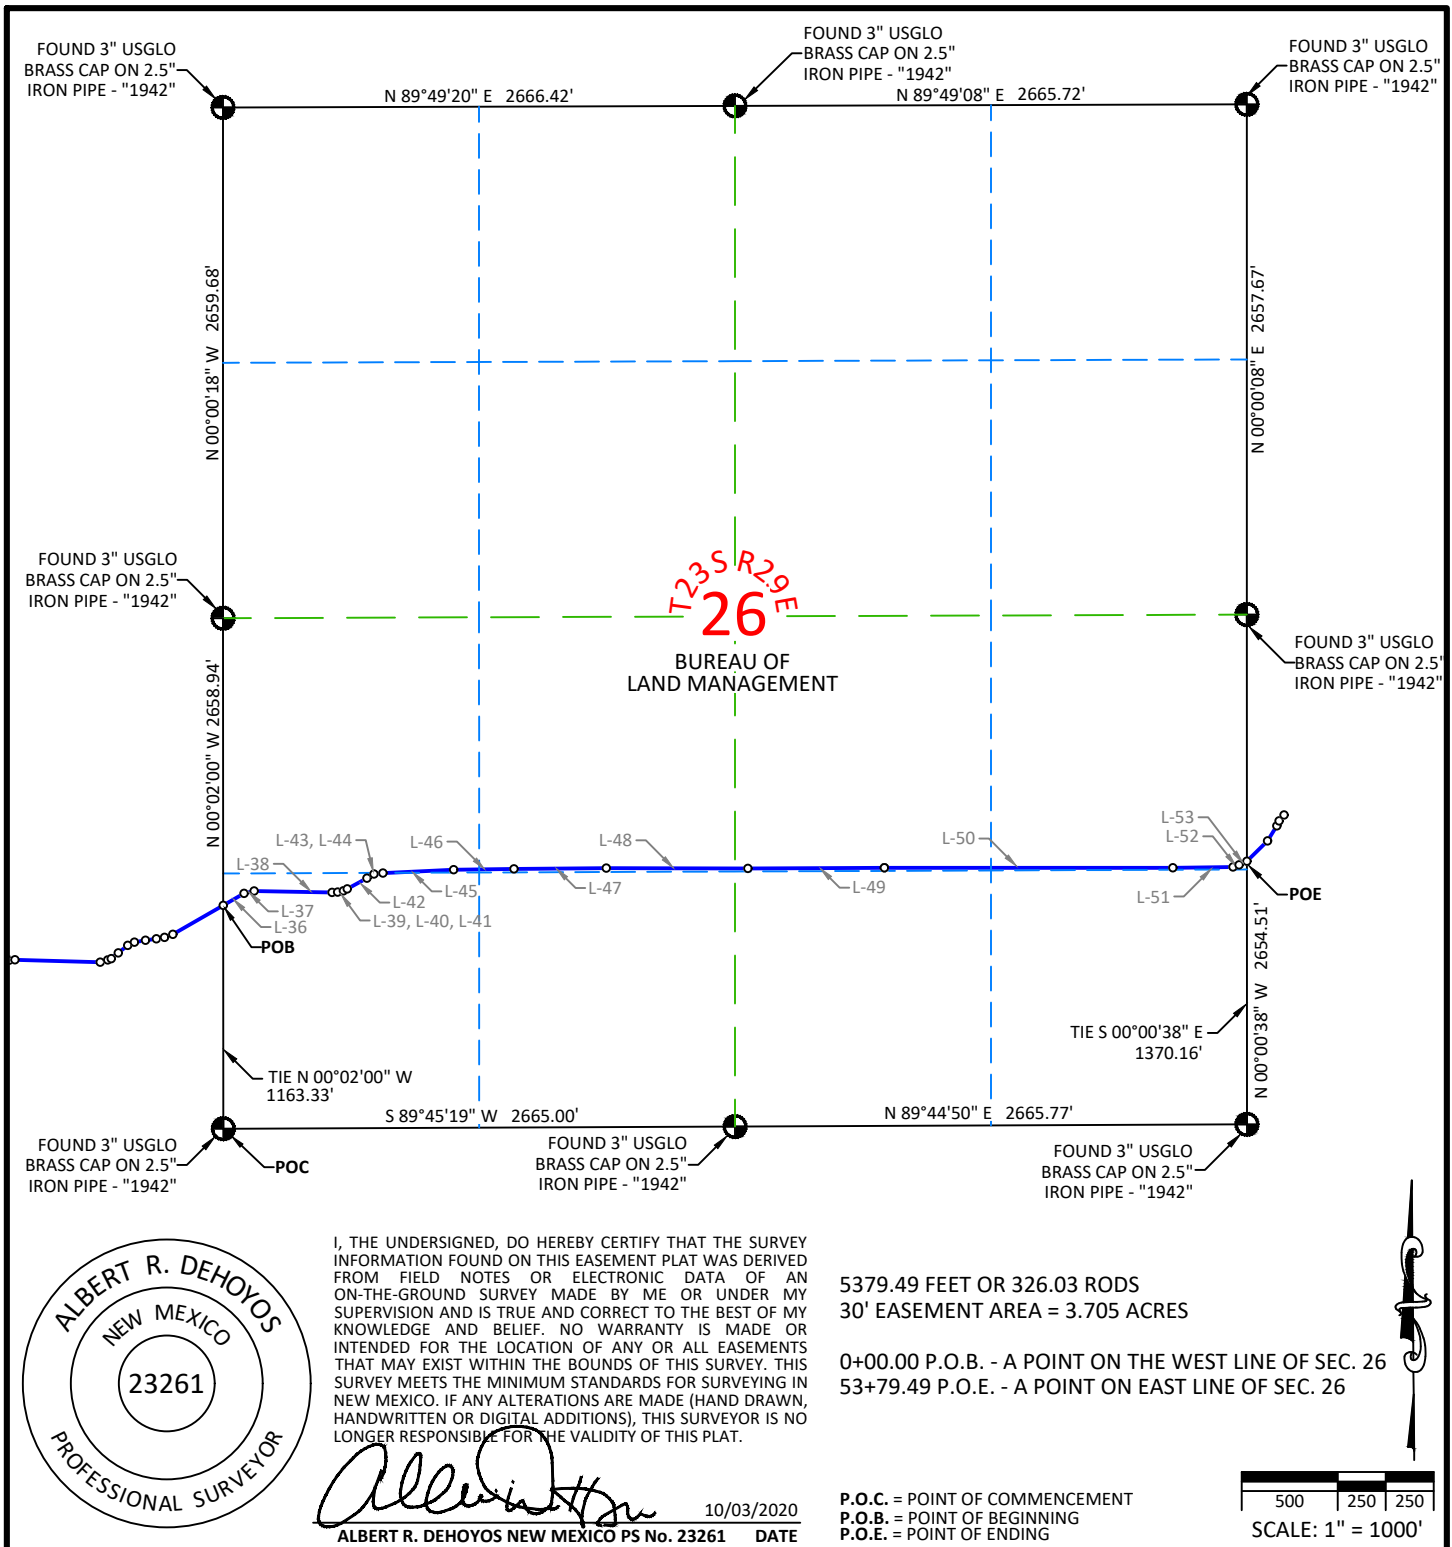 FOUND 3" USGLO
BRASS CAP ON 2.5"
IRON PIPE - "1942"
FOUND 3" USGLO
BRASS CAP ON 2.5"
IRON PIPE - "1942"
FOUND 3" USGLO
BRASS CAP ON 2.5"
IRON PIPE - "1942"
N 89°49'20" E 2666.42'
N 89°49'08" E 2665.72'
N 00°00'18" W 2659.68'
N 00°00'08" E 2657.67'
FOUND 3" USGLO
BRASS CAP ON 2.5"
IRON PIPE - "1942"
T23S R29E
26
BUREAU OF
LAND MANAGEMENT
FOUND 3" USGLO
BRASS CAP ON 2.5"
IRON PIPE - "1942"
N 00°02'00" W 2658.94'
L-43, L-44
L-46
L-48
L-50
L-53
L-52
L-38
L-37
L-36
L-42
L-45
L-47
L-49
L-51
L-39, L-40, L-41
POB
POE
N 00°00'38" W 2654.51'
TIE S 00°00'38" E
1370.16'
TIE N 00°02'00" W
1163.33'
S 89°45'19" W 2665.00'
N 89°44'50" E 2665.77'
FOUND 3" USGLO
BRASS CAP ON 2.5"
IRON PIPE - "1942"
POC
FOUND 3" USGLO
BRASS CAP ON 2.5"
IRON PIPE - "1942"
FOUND 3" USGLO
BRASS CAP ON 2.5"
IRON PIPE - "1942"
ALBERT R. DEHOYOS
NEW MEXICO
23261
PROFESSIONAL SURVEYOR
I, THE UNDERSIGNED, DO HEREBY CERTIFY THAT THE SURVEY
INFORMATION FOUND ON THIS EASEMENT PLAT WAS DERIVED
FROM FIELD NOTES OR ELECTRONIC DATA OF AN
ON-THE-GROUND SURVEY MADE BY ME OR UNDER MY
SUPERVISION AND IS TRUE AND CORRECT TO THE BEST OF MY
KNOWLEDGE AND BELIEF. NO WARRANTY IS MADE OR
INTENDED FOR THE LOCATION OF ANY OR ALL EASEMENTS
THAT MAY EXIST WITHIN THE BOUNDS OF THIS SURVEY. THIS
SURVEY MEETS THE MINIMUM STANDARDS FOR SURVEYING IN
NEW MEXICO. IF ANY ALTERATIONS ARE MADE (HAND DRAWN,
HANDWRITTEN OR DIGITAL ADDITIONS), THIS SURVEYOR IS NO
LONGER RESPONSIBLE FOR THE VALIDITY OF THIS PLAT.
10/03/2020
ALBERT R. DEHOYOS NEW MEXICO PS No. 23261 DATE
5379.49 FEET OR 326.03 RODS
30' EASEMENT AREA = 3.705 ACRES
0+00.00 P.O.B. - A POINT ON THE WEST LINE OF SEC. 26
53+79.49 P.O.E. - A POINT ON EAST LINE OF SEC. 26
P.O.C. = POINT OF COMMENCEMENT
P.O.B. = POINT OF BEGINNING
P.O.E. = POINT OF ENDING
500 250 250
SCALE: 1" = 1000'